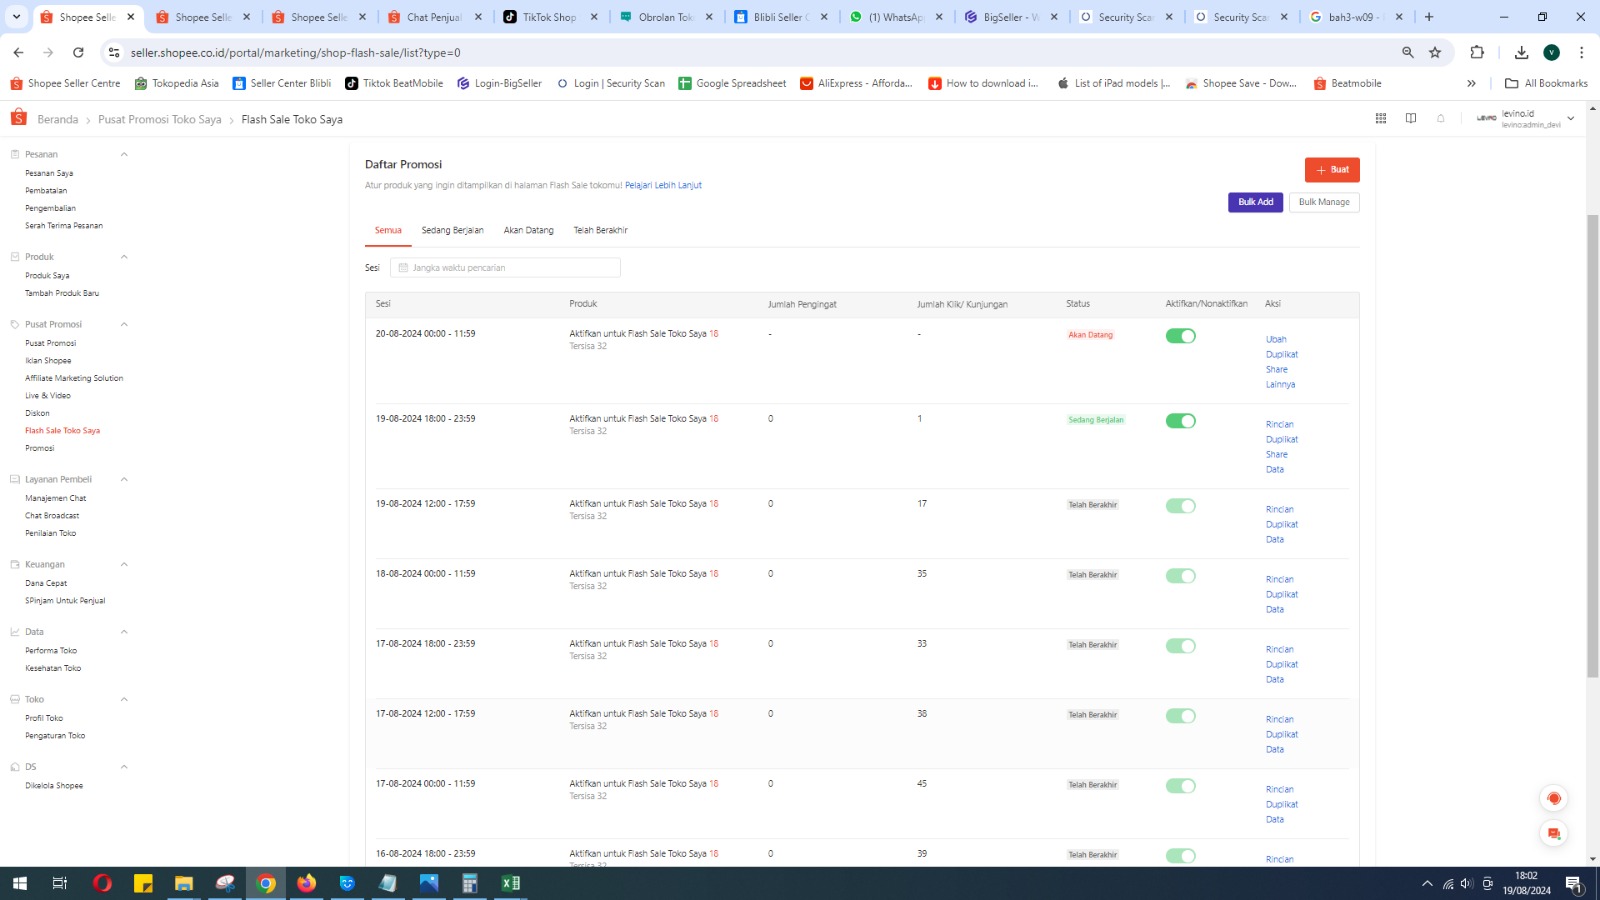 Shopee Selle
Shopee Selle
Shopee Selle
Chat Penjual
TikTok Shop
Obrolan Tok
Blibli Seller C
(1) WhatsAp
BigSeller - W
Security Sca
Security Sca
bah3-w09 -
seller.shopee.co.id/portal/marketing/shop-flash-sale/list?type=0
Shopee Seller Centre
Tokopedia Asia
Seller Center Blibli
Tiktok BeatMobile
Login-BigSeller
Login | Security Scan
Google Spreadsheet
AliExpress - Afforda...
How to download i...
List of iPad models |...
Shopee Save - Dow...
Beatmobile
All Bookmarks
Beranda > Pusat Promosi Toko Saya > Flash Sale Toko Saya
LEVINO
levino.id
levino:admin_devi
Pesanan
Pesanan Saya
Pembatalan
Pengembalian
Serah Terima Pesanan
Produk
Produk Saya
Tambah Produk Baru
Pusat Promosi
Pusat Promosi
Iklan Shopee
Affiliate Marketing Solution
Live & Video
Diskon
Flash Sale Toko Saya
Promosi
Layanan Pembeli
Manajemen Chat
Chat Broadcast
Penilaian Toko
Keuangan
Dana Cepat
SPinjam Untuk Penjual
Data
Performa Toko
Kesehatan Toko
Toko
Profil Toko
Pengaturan Toko
DS
Dikelola Shopee
Daftar Promosi
Atur produk yang ingin ditampilkan di halaman Flash Sale tokomu! Pelajari Lebih Lanjut
+ Buat
Bulk Add
Bulk Manage
Semua
Sedang Berjalan
Akan Datang
Telah Berakhir
Sesi
Jangka waktu pencarian
Sesi Produk Jumlah Pengingat Jumlah Klik/ Kunjungan Status Aktifkan/Nonaktifkan Aksi
20-08-2024 00:00 - 11:59 Aktifkan untuk Flash Sale Toko Saya 18 - - Akan Datang
Tersisa 32
Ubah
Duplikat
Share
Lainnya
19-08-2024 18:00 - 23:59 Aktifkan untuk Flash Sale Toko Saya 18 0 1 Sedang Berjalan
Tersisa 32
Rincian
Duplikat
Share
Data
19-08-2024 12:00 - 17:59 Aktifkan untuk Flash Sale Toko Saya 18 0 17 Telah Berakhir
Tersisa 32
Rincian
Duplikat
Data
18-08-2024 00:00 - 11:59 Aktifkan untuk Flash Sale Toko Saya 18 0 35 Telah Berakhir
Tersisa 32
Rincian
Duplikat
Data
17-08-2024 18:00 - 23:59 Aktifkan untuk Flash Sale Toko Saya 18 0 33 Telah Berakhir
Tersisa 32
Rincian
Duplikat
Data
17-08-2024 12:00 - 17:59 Aktifkan untuk Flash Sale Toko Saya 18 0 38 Telah Berakhir
Tersisa 32
Rincian
Duplikat
Data
17-08-2024 00:00 - 11:59 Aktifkan untuk Flash Sale Toko Saya 18 0 45 Telah Berakhir
Tersisa 32
Rincian
Duplikat
Data
16-08-2024 18:00 - 23:59 Aktifkan untuk Flash Sale Toko Saya 18 0 39 Telah Berakhir
Tersisa 32
Rincian
18:02
19/08/2024
1